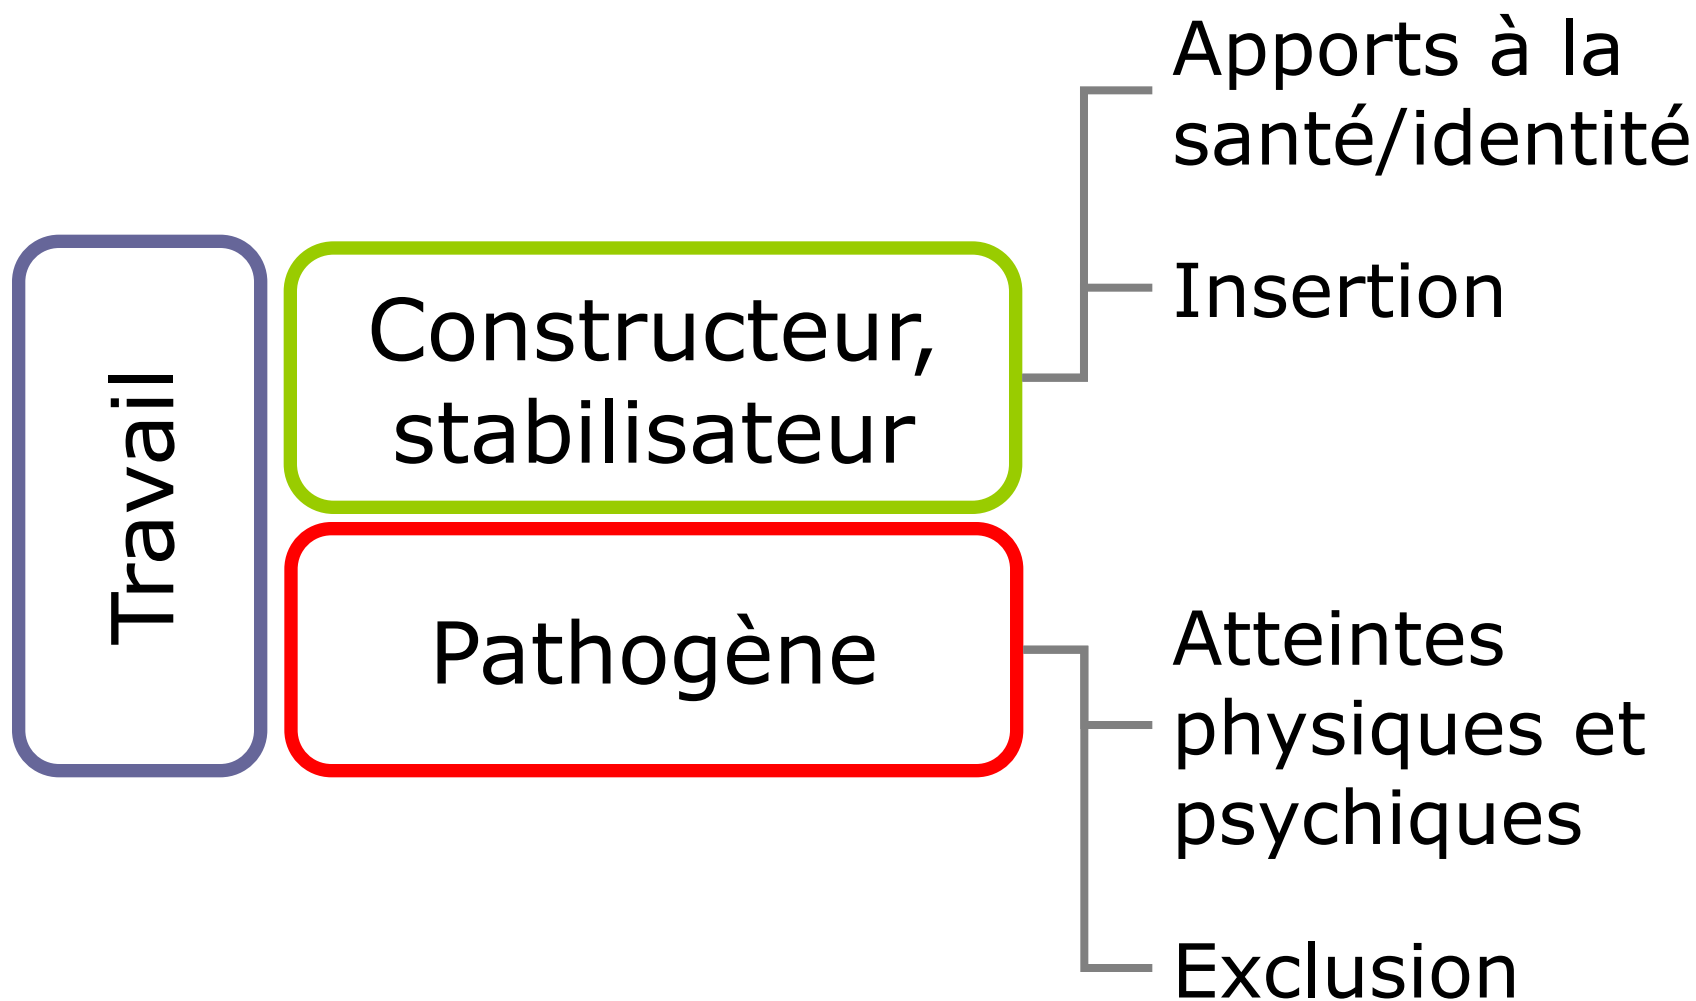 Travail
Constructeur,
stabilisateur
Apports à la
santé/identité
Insertion
Pathogène
Atteintes
physiques et
psychiques
Exclusion